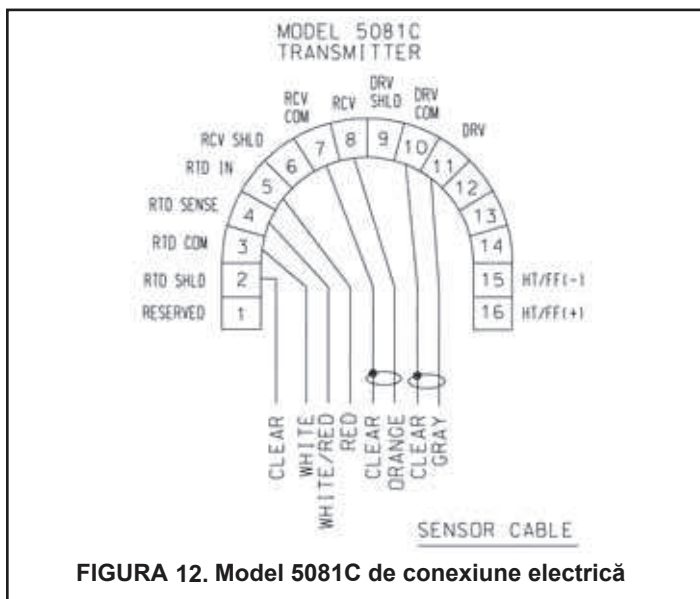 MODEL 5081C
TRANSMITTER
RCV COM
RCV
DRV SHLD
DRV COM
DRV
RCV SHLD
RTD IN
RTD SENSE
RTD COM
RTD SHLD
RESERVED
1
2
3
4
5
6
7
8
9
10
11
12
13
14
15 HT/FF(-)
16 HT/FF(+)
CLEAR
WHITE
WHITE/RED
RED
CLEAR
ORANGE
CLEAR
GRAY
SENSOR CABLE
FIGURA 12. Model 5081C de conexiune electrică